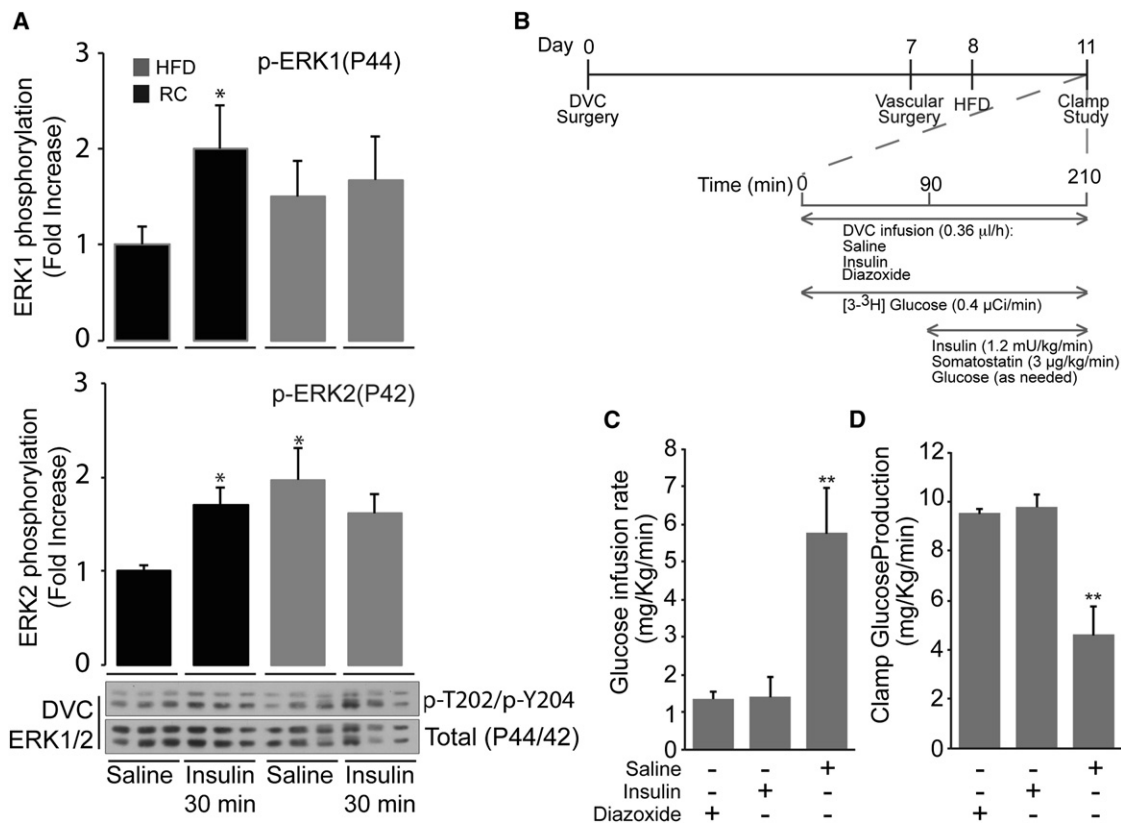 A
3
2
1
0
ERK1 phosphorylation
(Fold Increase)
HFD
RC
p-ERK1(P44)
*
3
2
1
0
ERK2 phosphorylation
(Fold Increase)
p-ERK2(P42)
*
*
DVC
ERK1/2
p-T202/p-Y204
Total (P44/42)
Saline
Insulin
30 min
Saline
Insulin
30 min
B
Day 0 7 8 11
DVC
Surgery
Vascular
Surgery
HFD
Clamp
Study
Time (min) 0 90 210
DVC infusion (0.36 µl/h):
Saline
Insulin
Diazoxide
[3-³H] Glucose (0.4 µCi/min)
Insulin (1.2 mU/kg/min)
Somatostatin (3 µg/kg/min)
Glucose (as needed)
C
Glucose infusion rate
(mg/Kg/min)
8
7
6
5
4
3
2
1
0
**
Saline - - +
Insulin - + -
Diazoxide + - -
D
Clamp GlucoseProduction
(mg/Kg/min)
12
10
8
6
4
2
0
**
- - +
- + -
+ - -